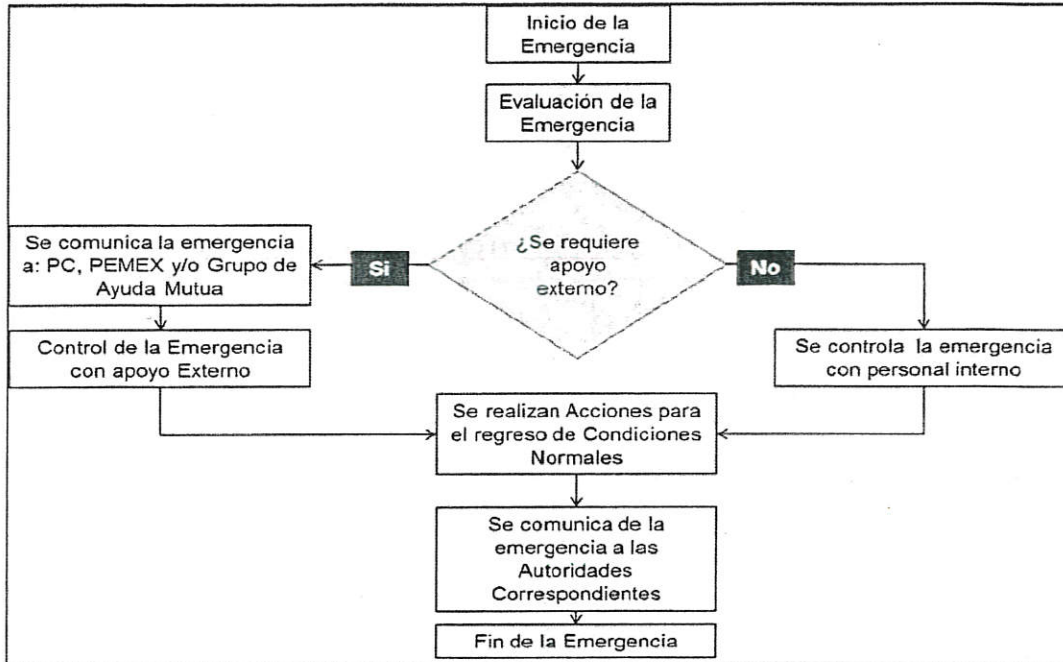 Inicio de la
Emergencia
Evaluación de la
Emergencia
¿Se requiere
apoyo
externo?
Si
No
Se comunica la emergencia
a: PC, PEMEX y/o Grupo de
Ayuda Mutua
Control de la Emergencia
con apoyo Externo
Se controla la emergencia
con personal interno
Se realizan Acciones para
el regreso de Condiciones
Normales
Se comunica de la
emergencia a las
Autoridades
Correspondientes
Fin de la Emergencia